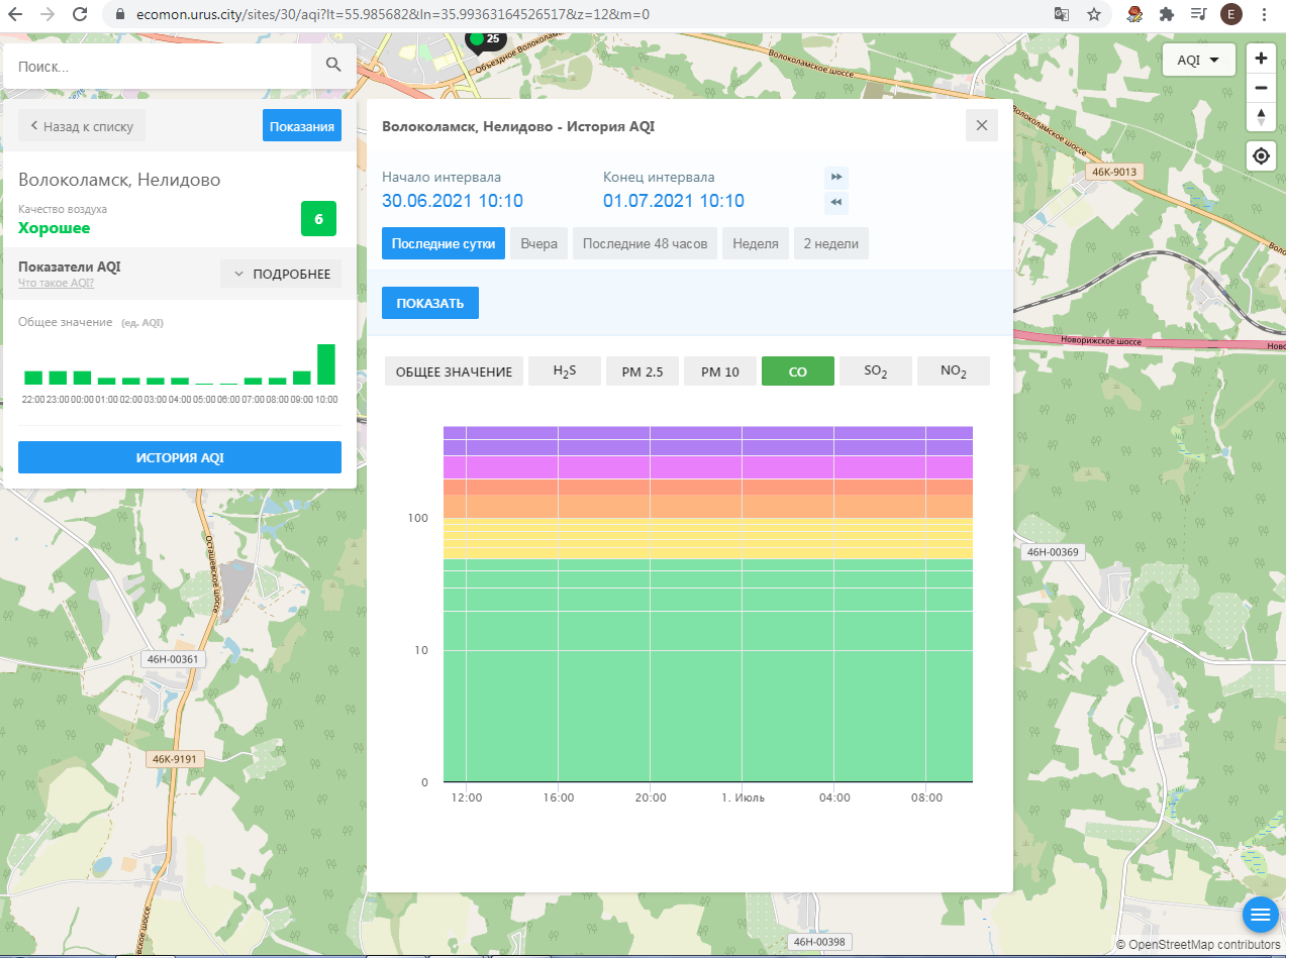 ecomon.urus.city/sites/30/aqi?lt=55.985682&ln=35.99363164526517&z=12&m=0
E
25
Объездное Волоколамское
Волоколамское шоссе
Поиск...
AQI
Назад к списку
Показания
Волоколамск, Нелидово - История AQI
Волоколамск, Нелидово
Качество воздуха
Хорошее
6
Показатели AQI
Что такое AQI?
ПОДРОБНЕЕ
Общее значение (ед. AQI)
22:00 23:00 00:00 01:00 02:00 03:00 04:00 05:00 06:00 07:00 08:00 09:00 10:00
ИСТОРИЯ AQI
Начало интервала
30.06.2021 10:10
Конец интервала
01.07.2021 10:10
Последние сутки
Вчера
Последние 48 часов
Неделя
2 недели
ПОКАЗАТЬ
ОБЩЕЕ ЗНАЧЕНИЕ
H₂S
PM 2.5
PM 10
CO
SO₂
NO₂
100
10
0
12:00 16:00 20:00 1. Июль 04:00 08:00
46К-9013
Новорижское шоссе
46Н-00369
Осташевское шоссе
46Н-00361
46К-9191
46Н-00398
© OpenStreetMap contributors